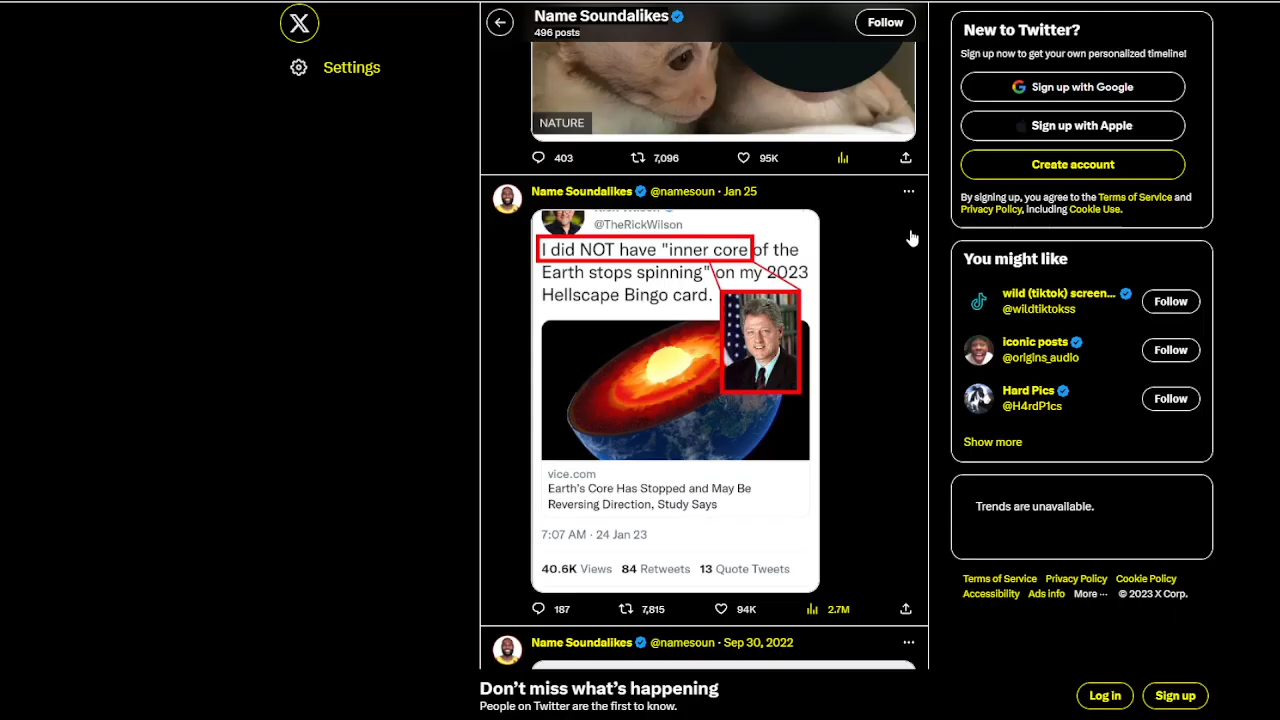 Settings
Name Soundalikes
496 posts
Follow
NATURE
403
7,096
95K
Name Soundalikes @namesoun · Jan 25
@TheRickWilson
I did NOT have "inner core of the
Earth stops spinning" on my 2023
Hellscape Bingo card.
vice.com
Earth's Core Has Stopped and May Be
Reversing Direction, Study Says
7:07 AM · 24 Jan 23
40.6K Views 84 Retweets 13 Quote Tweets
187
7,815
94K
2.7M
Name Soundalikes @namesoun · Sep 30, 2022
New to Twitter?
Sign up now to get your own personalized timeline!
Sign up with Google
Sign up with Apple
Create account
By signing up, you agree to the Terms of Service and
Privacy Policy, including Cookie Use.
You might like
wild (tiktok) screen...
@wildtiktokss
Follow
iconic posts
@origins_audio
Follow
Hard Pics
@H4rdP1cs
Follow
Show more
Trends are unavailable.
Terms of Service Privacy Policy Cookie Policy
Accessibility Ads info More ··· © 2023 X Corp.
Don't miss what's happening
People on Twitter are the first to know.
Log in
Sign up